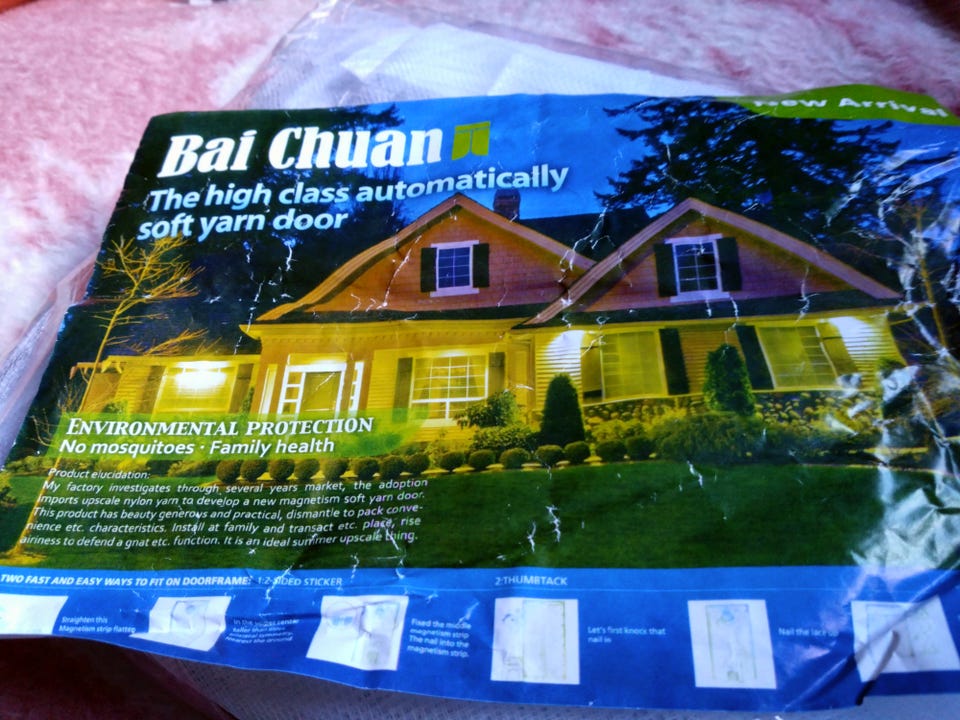 New Arrival
Bai Chuan
The high class automatically
soft yarn door
ENVIRONMENTAL PROTECTION
No mosquitoes · Family health
Product elucidation:
My factory investigates through several years market, the adoption
imports upscale nylon yarn to develop a new magnetism soft yarn door.
This product has beauty generous and practical, dismantle to pack conve-
nience etc. characteristics. Install at family and transact etc. place, rise
airiness to defend a gnat etc. function. It is an ideal summer upscale thing.
TWO FAST AND EASY WAYS TO FIT ON DOORFRAME: 1:2-SIDED STICKER
2:THUMBTACK
Straighten this
Magnetism strip flatten
In the upper center
Fixed the middle
magnetism strip
The nail into the
magnetism strip.
Let's first knock that
nail in
Nail the lace up